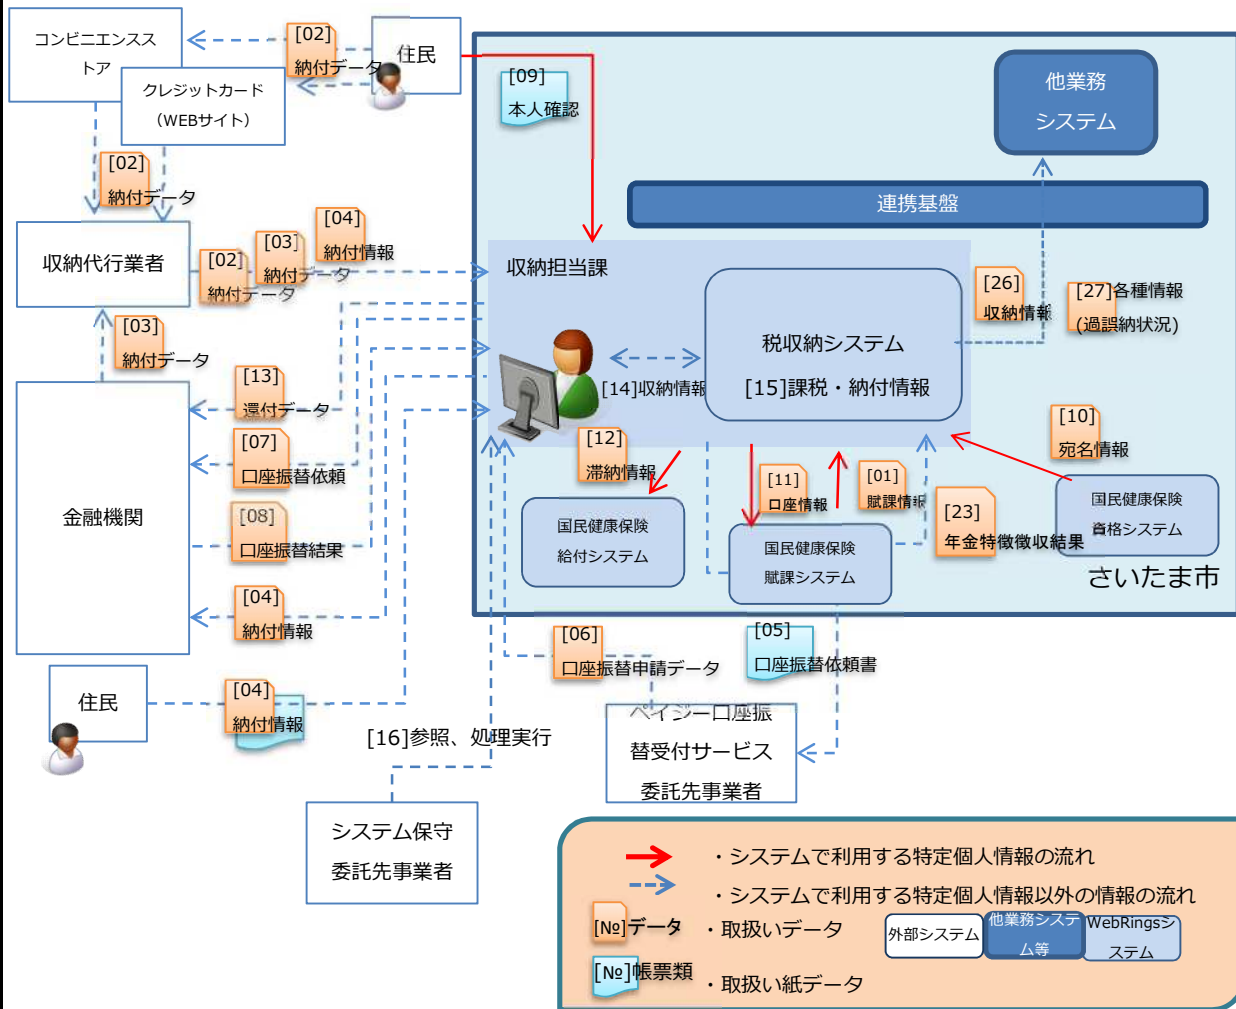 コンビニエンスス
トア
クレジットカード
（WEBサイト）
[02]
納付データ
住民
[09]
本人確認
他業務
システム
連携基盤
[02]
納付データ
収納代行業者
[02]
納付データ
[03]
納付データ
[04]
納付情報
収納担当課
税収納システム
[15]課税・納付情報
[14]収納情報
[26]
収納情報
[27]各種情報
(過誤納状況)
[03]
納付データ
[13]
還付データ
[07]
口座振替依頼
[08]
口座振替結果
[04]
納付情報
金融機関
[12]
滞納情報
[11]
口座情報
[01]
賦課情報
[10]
宛名情報
[23]
年金特徴徴収結果
国民健康保険
給付システム
国民健康保険
賦課システム
国民健康保険
資格システム
さいたま市
[06]
口座振替申請データ
[05]
口座振替依頼書
住民
[04]
納付情報
[16]参照、処理実行
ペイジー口座振
替受付サービス
委託先事業者
システム保守
委託先事業者
・システムで利用する特定個人情報の流れ
・システムで利用する特定個人情報以外の情報の流れ
[№]データ
・取扱いデータ
外部システム
他業務システ
ム等
WebRingsシ
ステム
[№]帳票類
・取扱い紙データ